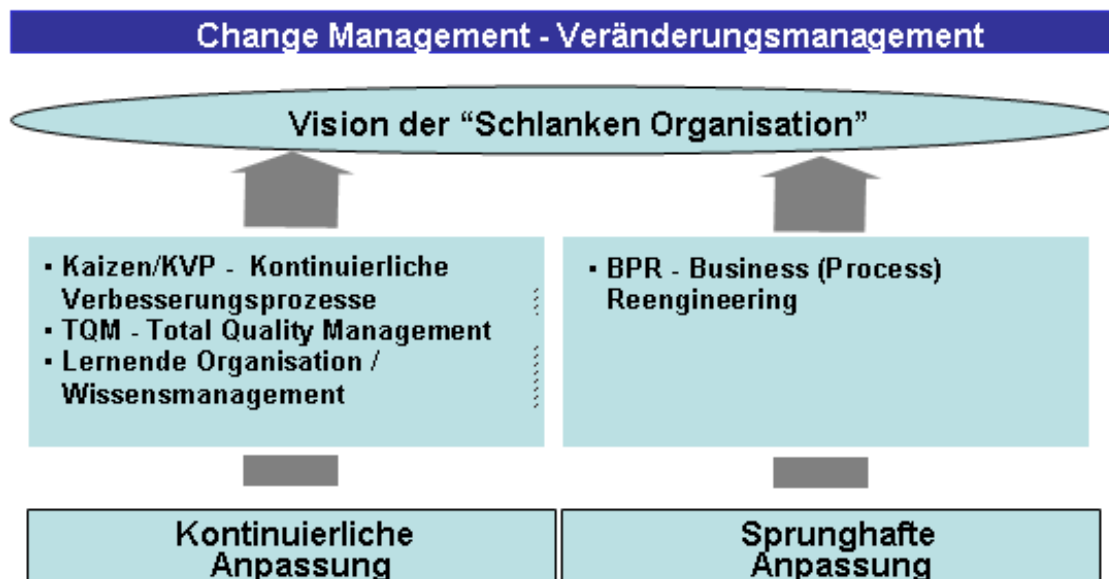 Change Management - Veränderungsmanagement
Vision der “Schlanken Organisation”
▪ Kaizen/KVP - Kontinuierliche
Verbesserungsprozesse
▪ TQM - Total Quality Management
▪ Lernende Organisation /
Wissensmanagement
▪ BPR - Business (Process)
Reengineering
Kontinuierliche
Anpassung
Sprunghafte
Anpassung